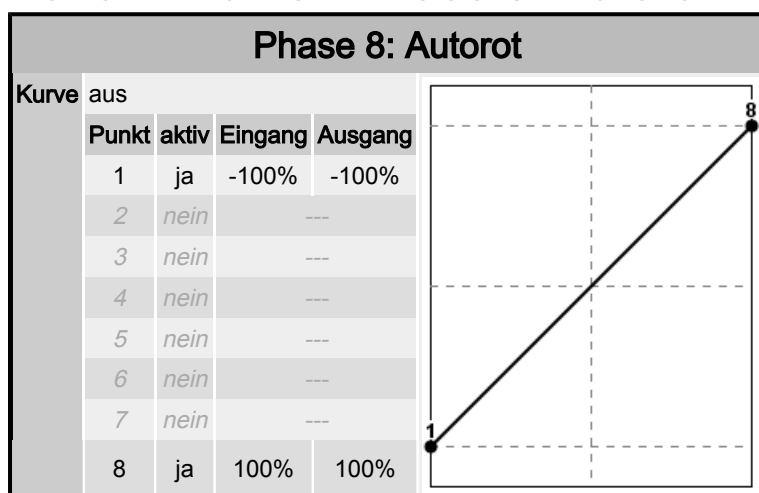 Phase 8: Autorot
Kurve aus
Punkt aktiv Eingang Ausgang
1 ja -100% -100%
2 nein ---
3 nein ---
4 nein ---
5 nein ---
6 nein ---
7 nein ---
8 ja 100% 100%
8
1